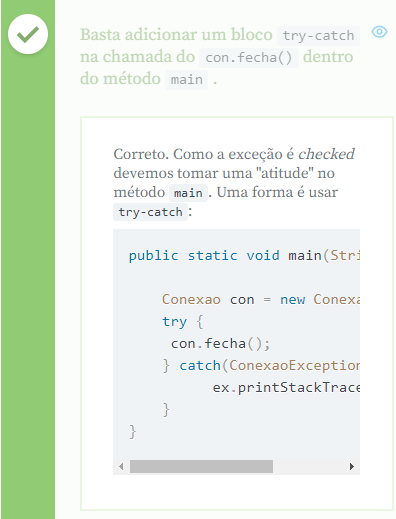 Basta adicionar um bloco try-catch
na chamada do con.fecha() dentro
do método main .
Correto. Como a exceção é checked
devemos tomar uma "atitude" no
método main. Uma forma é usar
try-catch:
public static void main(Stri
Conexao con = new Conexa
try {
con.fecha();
} catch(ConexaoException
ex.printStackTrace
}
}